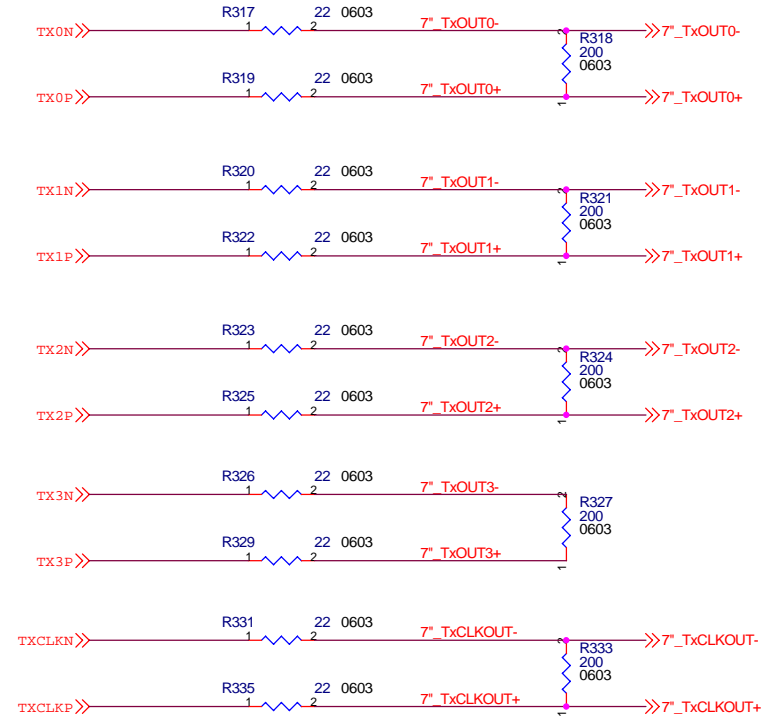 R317 22 0603
TX0N 1 2 7"_TxOUT0- 2 7"_TxOUT0-
R318
200
0603
R319 22 0603
TX0P 1 2 7"_TxOUT0+ 1 7"_TxOUT0+
R320 22 0603
TX1N 1 2 7"_TxOUT1- 2 7"_TxOUT1-
R321
200
0603
R322 22 0603
TX1P 1 2 7"_TxOUT1+ 1 7"_TxOUT1+
R323 22 0603
TX2N 1 2 7"_TxOUT2- 2 7"_TxOUT2-
R324
200
0603
R325 22 0603
TX2P 1 2 7"_TxOUT2+ 1 7"_TxOUT2+
R326 22 0603
TX3N 1 2 7"_TxOUT3- 2
R327
200
0603
R329 22 0603
TX3P 1 2 7"_TxOUT3+ 1
R331 22 0603
TXCLKN 1 2 7"_TxCLKOUT- 2 7"_TxCLKOUT-
R333
200
0603
R335 22 0603
TXCLKP 1 2 7"_TxCLKOUT+ 1 7"_TxCLKOUT+